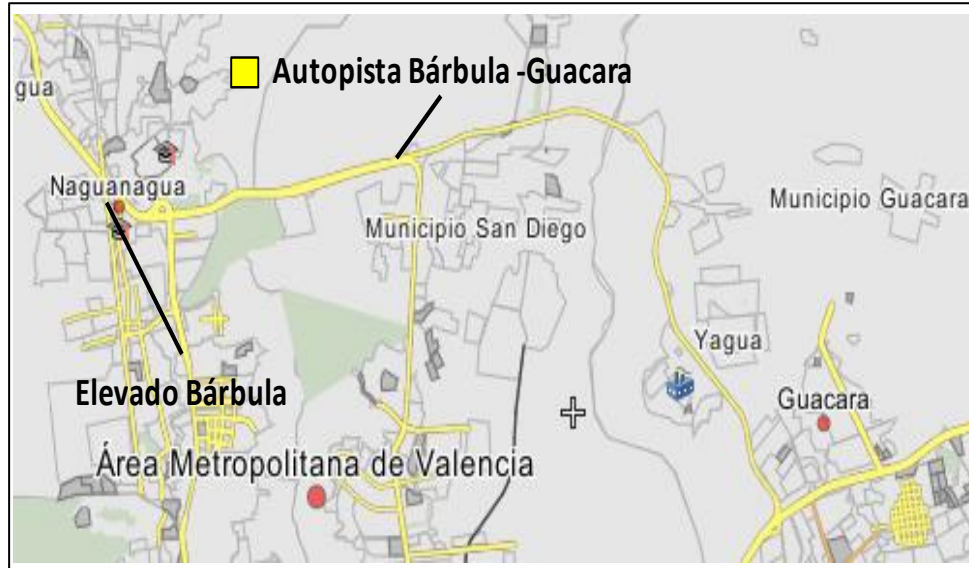 Autopista Bárbula -Guacara
gua
Naguanagua
Municipio San Diego
Municipio Guacara
Yagua
Elevado Bárbula
Guacara
Área Metropolitana de Valencia